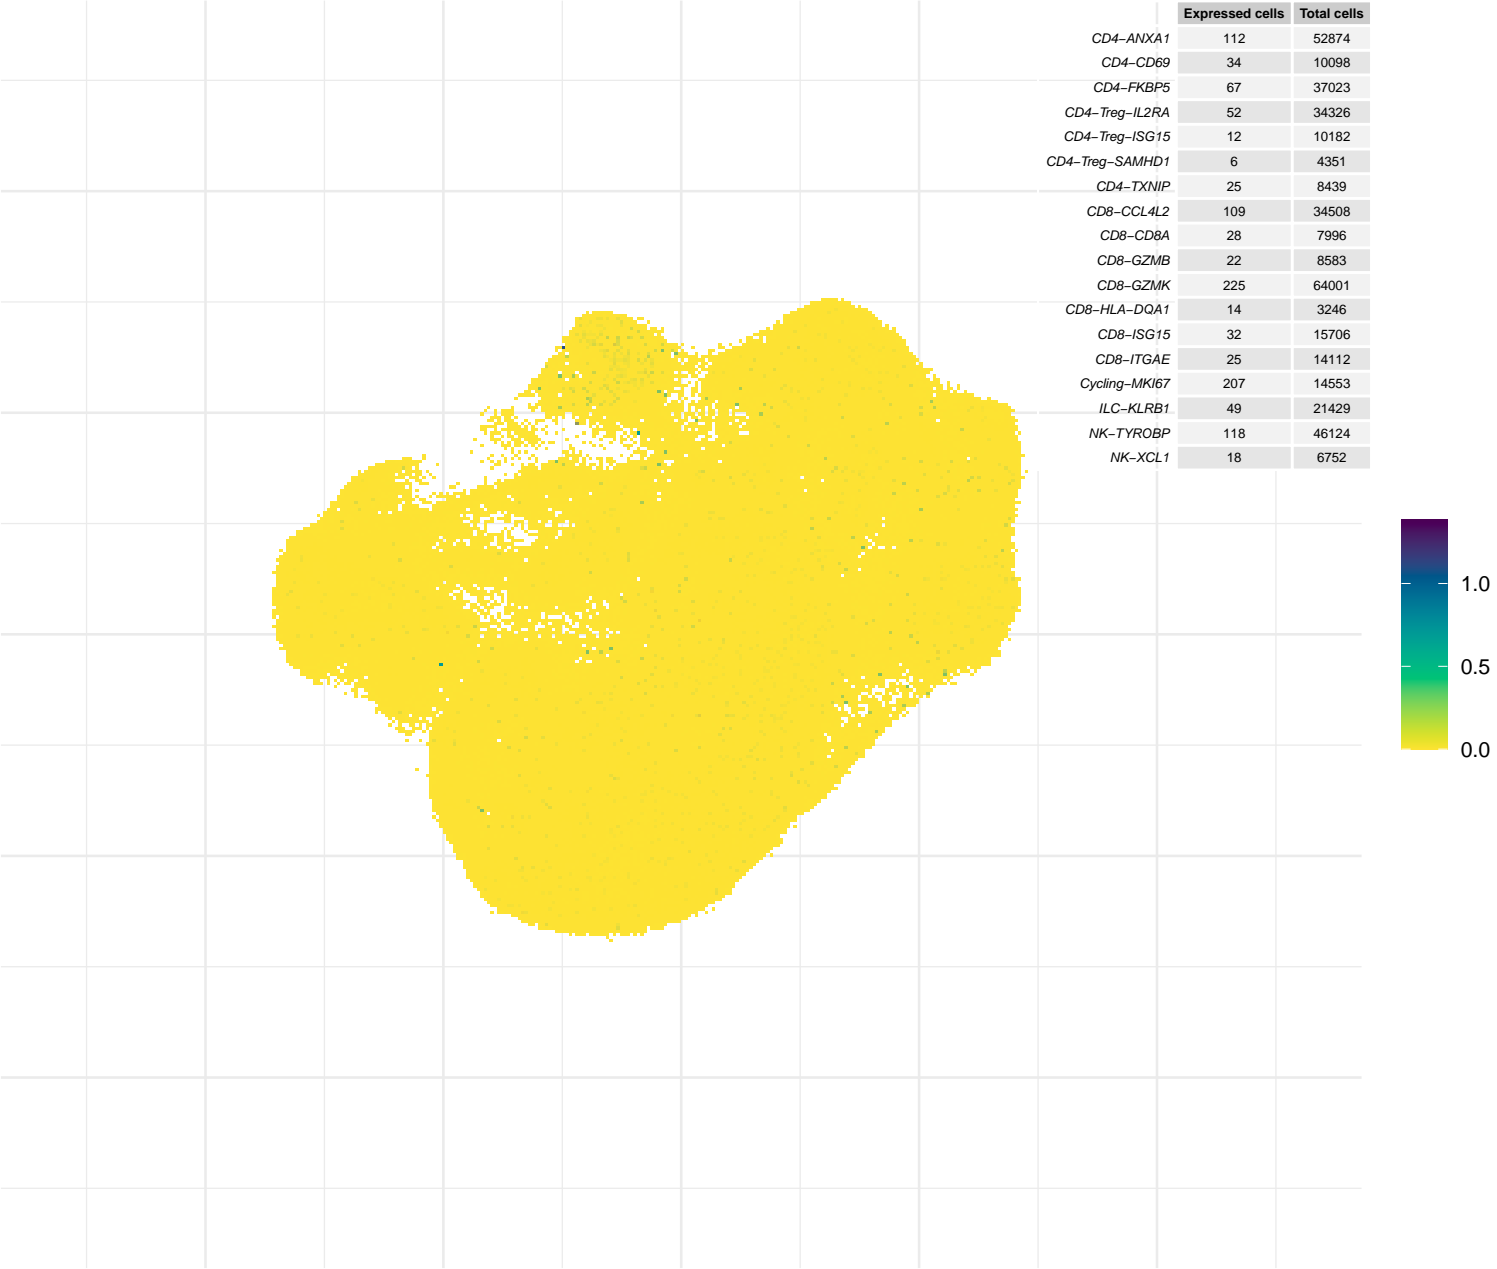 Expressed cells Total cells
CD4−ANXA1 112 52874
CD4−CD69 34 10098
CD4−FKBP5 67 37023
CD4−Treg−IL2RA 52 34326
CD4−Treg−ISG15 12 10182
CD4−Treg−SAMHD1 6 4351
CD4−TXNIP 25 8439
CD8−CCL4L2 109 34508
CD8−CD8A 28 7996
CD8−GZMB 22 8583
CD8−GZMK 225 64001
CD8−HLA−DQA1 14 3246
CD8−ISG15 32 15706
CD8−ITGAE 25 14112
Cycling−MKI67 207 14553
ILC−KLRB1 49 21429
NK−TYROBP 118 46124
NK−XCL1 18 6752
1.0
0.5
0.0